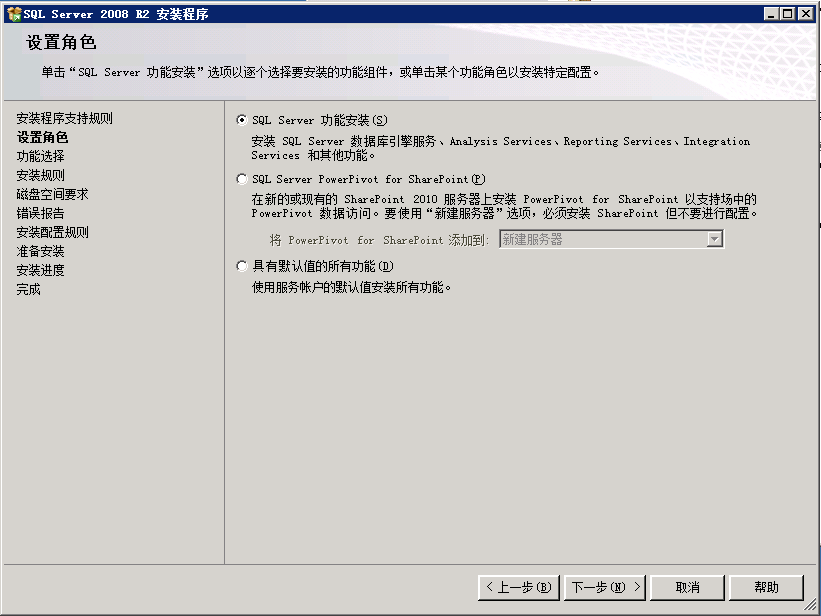 SQL Server 2008 R2 安装程序
设置角色
单击“SQL Server 功能安装”选项以逐个选择要安装的功能组件，或单击某个功能角色以安装特定配置。
安装程序支持规则
设置角色
功能选择
安装规则
磁盘空间要求
错误报告
安装配置规则
准备安装
安装进度
完成
SQL Server 功能安装(S)
安装 SQL Server 数据库引擎服务、Analysis Services、Reporting Services、Integration
Services 和其他功能。
SQL Server PowerPivot for SharePoint(P)
在新的或现有的 SharePoint 2010 服务器上安装 PowerPivot for SharePoint 以支持场中的
PowerPivot 数据访问。要使用“新建服务器”选项，必须安装 SharePoint 但不要进行配置。
将 PowerPivot for SharePoint 添加到: 新建服务器
具有默认值的所有功能(D)
使用服务帐户的默认值安装所有功能。
< 上一步(B) 下一步(N) > 取消 帮助